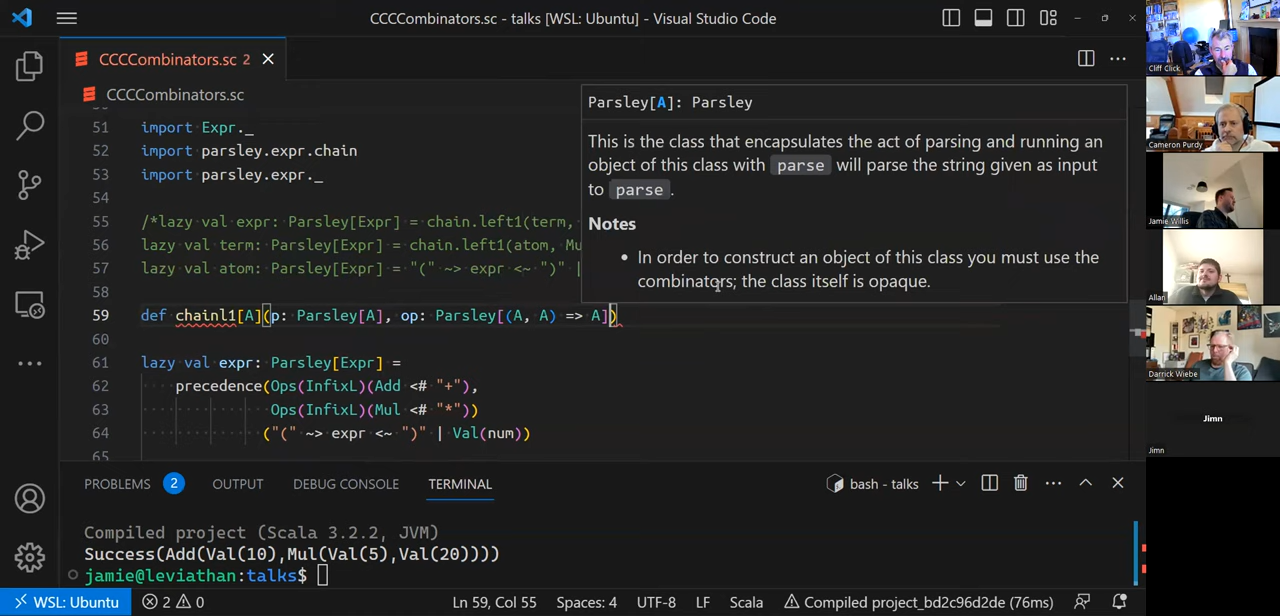 CCCCombinators.sc - talks [WSL: Ubuntu] - Visual Studio Code
CCCCombinators.sc 2
CCCCombinators.sc
51 import Expr._
52 import parsley.expr.chain
53 import parsley.expr._
54
55 /*lazy val expr: Parsley[Expr] = chain.left1(term,
56 lazy val term: Parsley[Expr] = chain.left1(atom, Mu
57 lazy val atom: Parsley[Expr] = "(" ~> expr <~ ")" |
58
59 def chainl1[A](p: Parsley[A], op: Parsley[(A, A) => A])
60
61 lazy val expr: Parsley[Expr] =
62 precedence(Ops(InfixL)(Add <# "+"),
63 Ops(InfixL)(Mul <# "*"))
64 ("(" ~> expr <~ ")" | Val(num))
65
Parsley[A]: Parsley
This is the class that encapsulates the act of parsing and running an
object of this class with parse will parse the string given as input
to parse.
Notes
• In order to construct an object of this class you must use the
combinators; the class itself is opaque.
PROBLEMS 2 OUTPUT DEBUG CONSOLE TERMINAL bash - talks
Compiled project (Scala 3.2.2, JVM)
Success(Add(Val(10),Mul(Val(5),Val(20))))
jamie@leviathan:talks$
WSL: Ubuntu 2 0 Ln 59, Col 55 Spaces: 4 UTF-8 LF Scala Compiled project_bd2c96d2de (76ms)
Cliff Click
Cameron Purdy
Jamie Willis
Allan
Darrick Wiebe
Jimn
Jimn